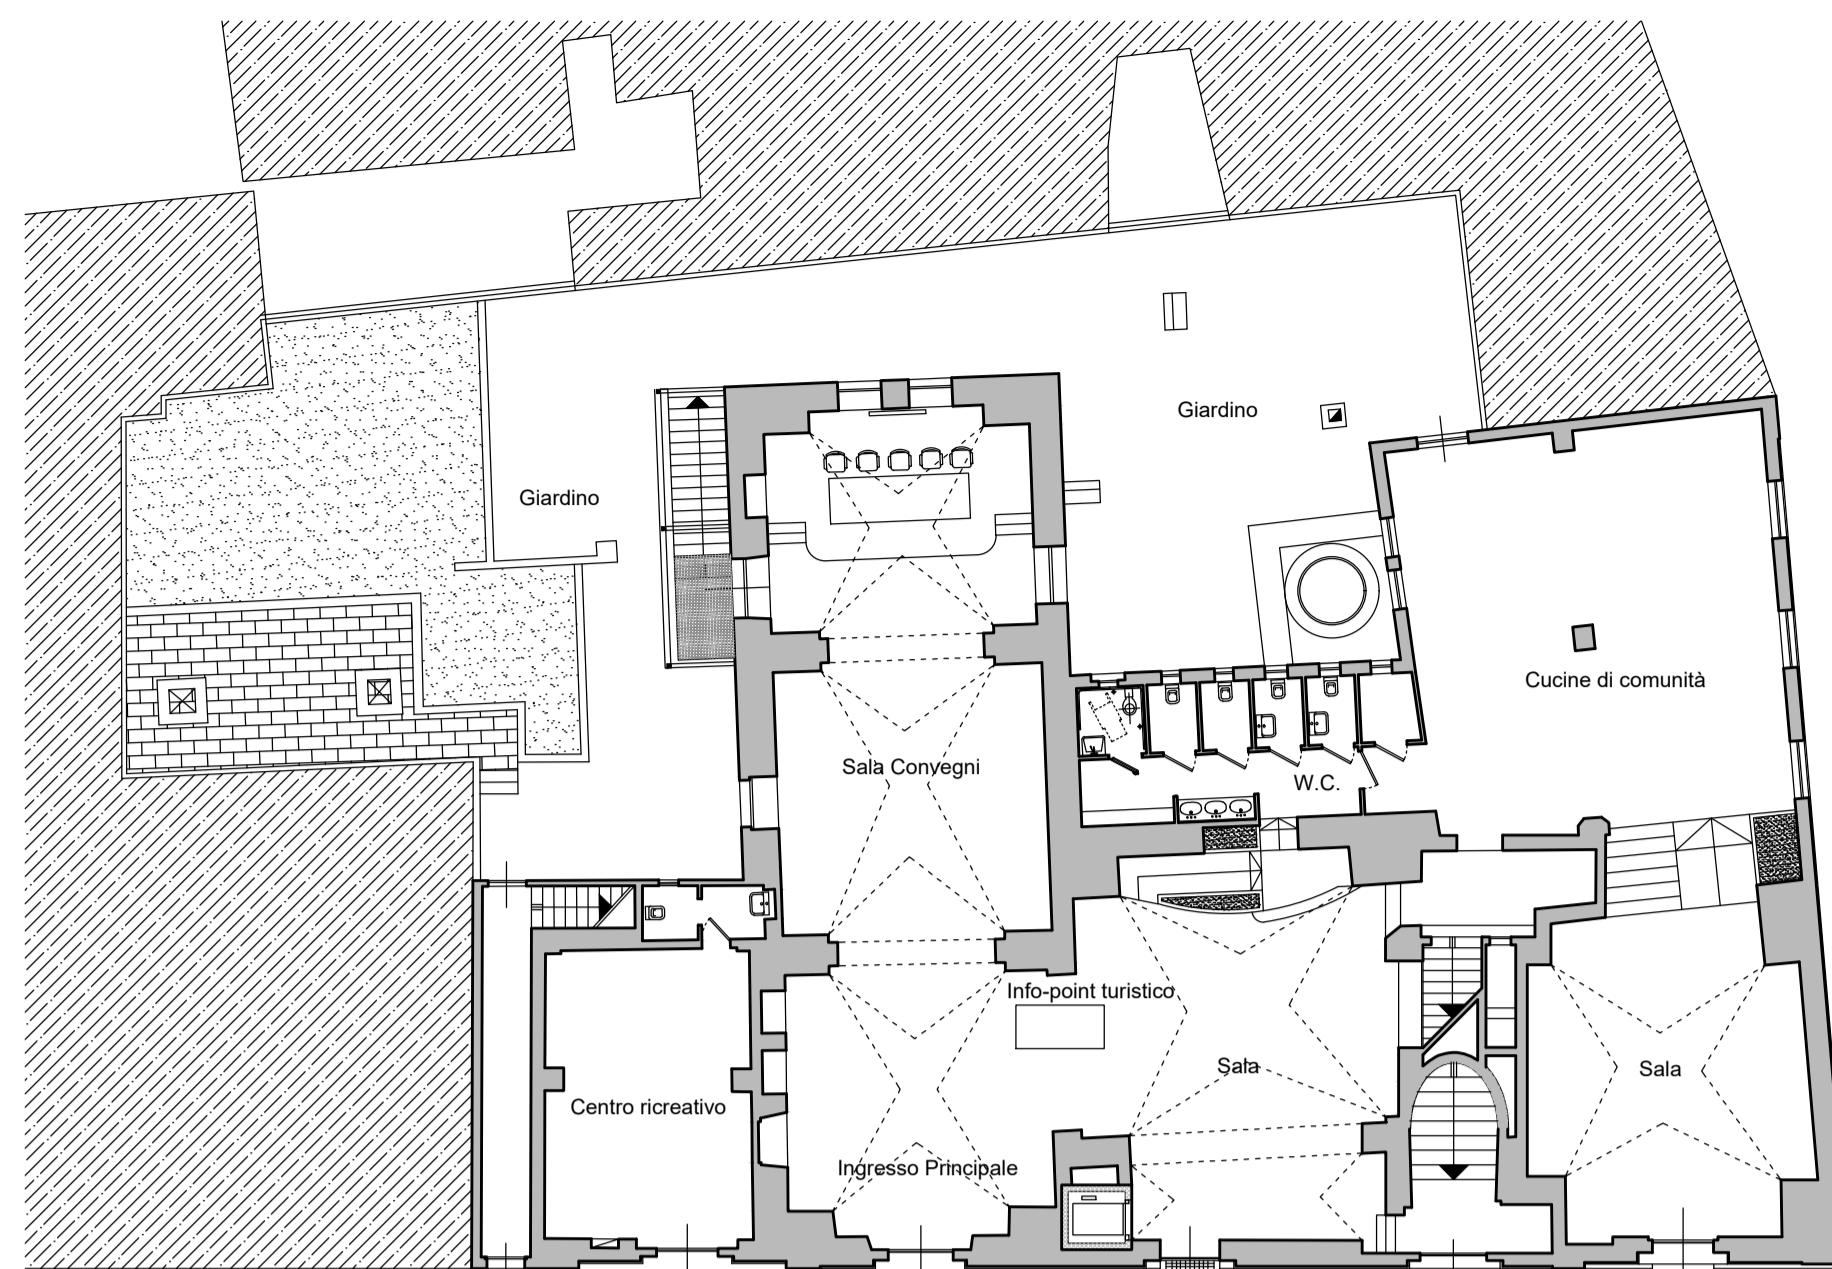 Giardino
Giardino
Cucine di comunità
Sala Convegni
W.C.
Info-point turistico
Sala
Sala
Centro ricreativo
Ingresso Principale